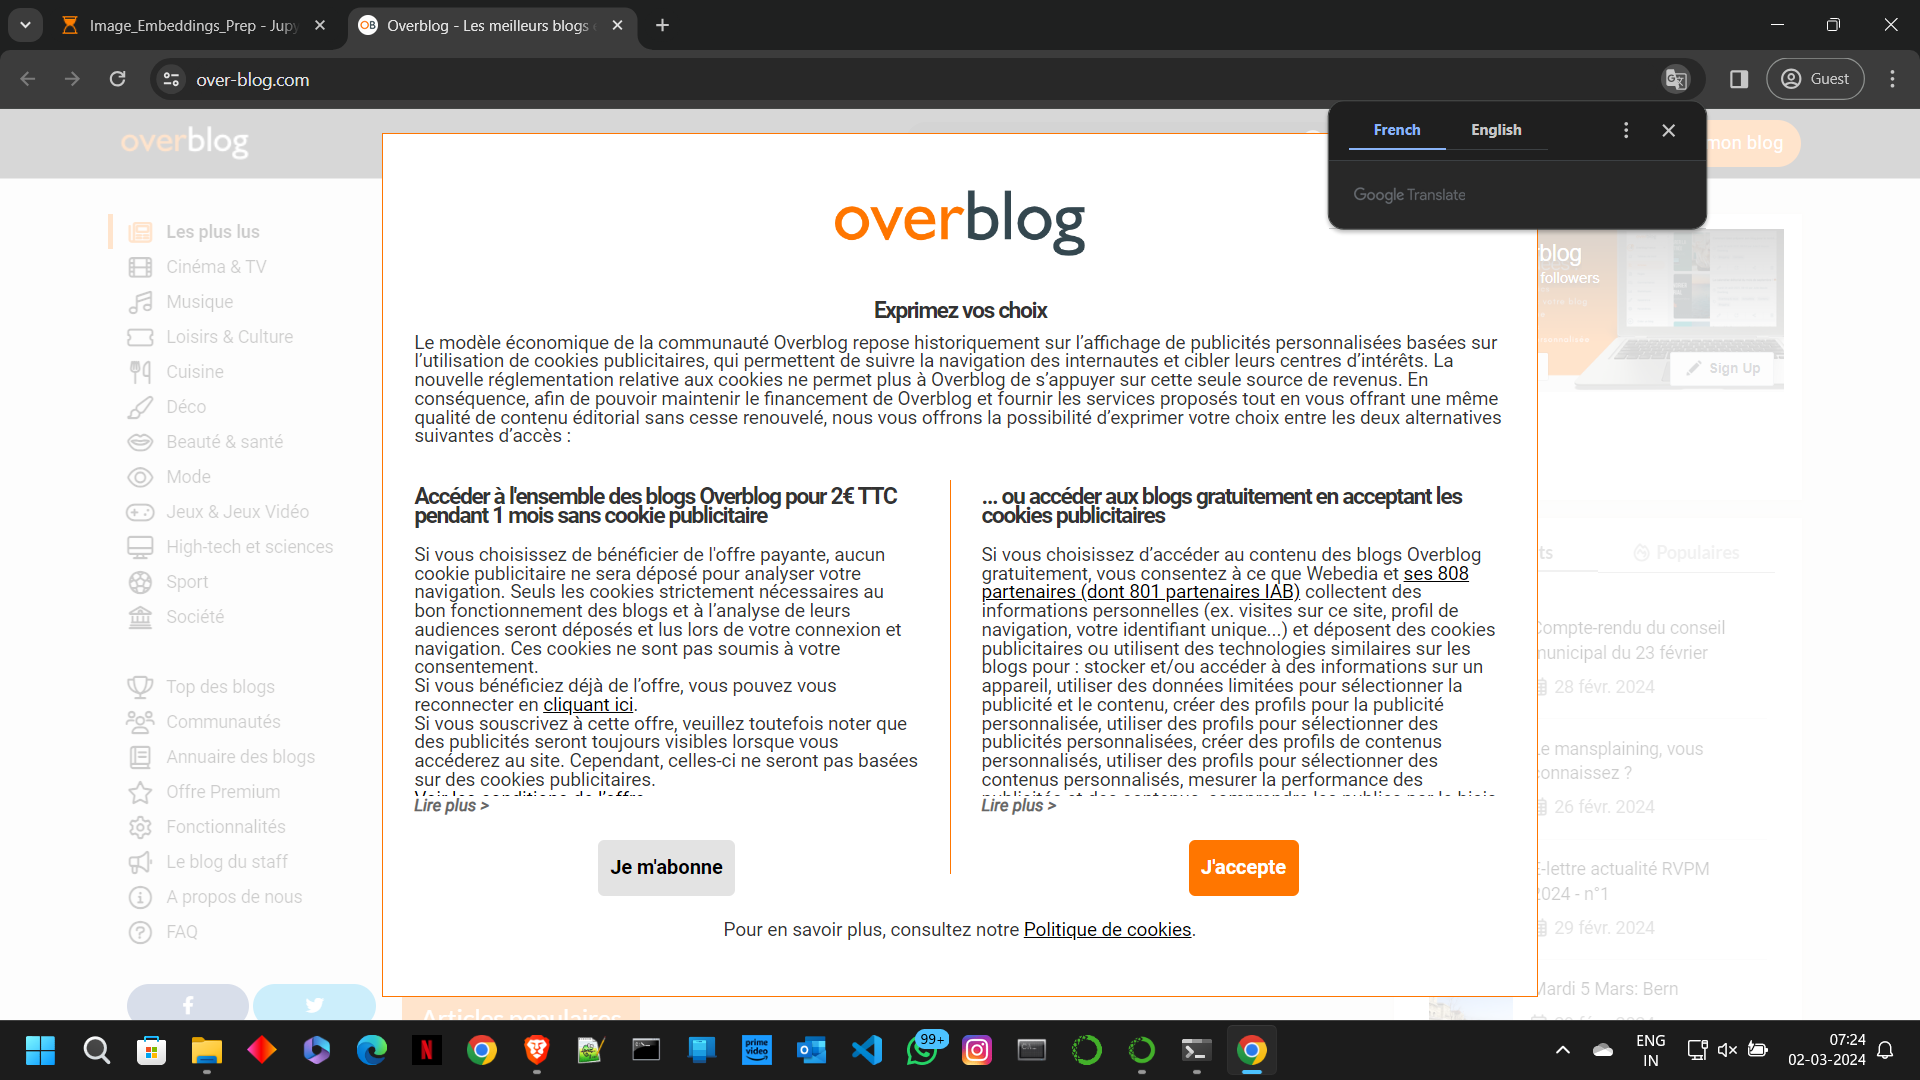 Image_Embeddings_Prep - Jupy
Overblog - Les meilleurs blogs
over-blog.com
Guest
French English
Google Translate
overblog
mon blog
Les plus lus
Cinéma & TV
Musique
Loisirs & Culture
Cuisine
Déco
Beauté & santé
Mode
Jeux & Jeux Vidéo
High-tech et sciences
Sport
Société
Top des blogs
Communautés
Annuaire des blogs
Offre Premium
Fonctionnalités
Le blog du staff
A propos de nous
FAQ
overblog
Exprimez vos choix
Le modèle économique de la communauté Overblog repose historiquement sur l’affichage de publicités personnalisées basées sur
l’utilisation de cookies publicitaires, qui permettent de suivre la navigation des internautes et cibler leurs centres d’intérêts. La
nouvelle réglementation relative aux cookies ne permet plus à Overblog de s’appuyer sur cette seule source de revenus. En
conséquence, afin de pouvoir maintenir le financement de Overblog et fournir les services proposés tout en vous offrant une même
qualité de contenu éditorial sans cesse renouvelé, nous vous offrons la possibilité d’exprimer votre choix entre les deux alternatives
suivantes d’accès :
Accéder à l'ensemble des blogs Overblog pour 2€ TTC
pendant 1 mois sans cookie publicitaire
Si vous choisissez de bénéficier de l'offre payante, aucun
cookie publicitaire ne sera déposé pour analyser votre
navigation. Seuls les cookies strictement nécessaires au
bon fonctionnement des blogs et à l’analyse de leurs
audiences seront déposés et lus lors de votre connexion et
navigation. Ces cookies ne sont pas soumis à votre
consentement.
Si vous bénéficiez déjà de l’offre, vous pouvez vous
reconnecter en cliquant ici.
Si vous souscrivez à cette offre, veuillez toutefois noter que
des publicités seront toujours visibles lorsque vous
accéderez au site. Cependant, celles-ci ne seront pas basées
sur des cookies publicitaires.
Voir les conditions de l’offre
Lire plus >
Je m'abonne
... ou accéder aux blogs gratuitement en acceptant les
cookies publicitaires
Si vous choisissez d’accéder au contenu des blogs Overblog
gratuitement, vous consentez à ce que Webedia et ses 808
partenaires (dont 801 partenaires IAB) collectent des
informations personnelles (ex. visites sur ce site, profil de
navigation, votre identifiant unique...) et déposent des cookies
publicitaires ou utilisent des technologies similaires sur les
blogs pour : stocker et/ou accéder à des informations sur un
appareil, utiliser des données limitées pour sélectionner la
publicité et le contenu, créer des profils pour la publicité
personnalisée, utiliser des profils pour sélectionner des
publicités personnalisées, créer des profils de contenus
personnalisés, utiliser des profils pour sélectionner des
contenus personnalisés, mesurer la performance des
Lire plus >
J'accepte
Pour en savoir plus, consultez notre Politique de cookies.
blog
followers
Sign Up
ts Populaires
Compte-rendu du conseil
municipal du 23 février
28 févr. 2024
Le mansplaining, vous
connaissez ?
26 févr. 2024
E-lettre actualité RVPM
2024 - n°1
29 févr. 2024
Mardi 5 Mars: Bern
Articles populaires
prime
video
99+
ENG
IN
07:24
02-03-2024